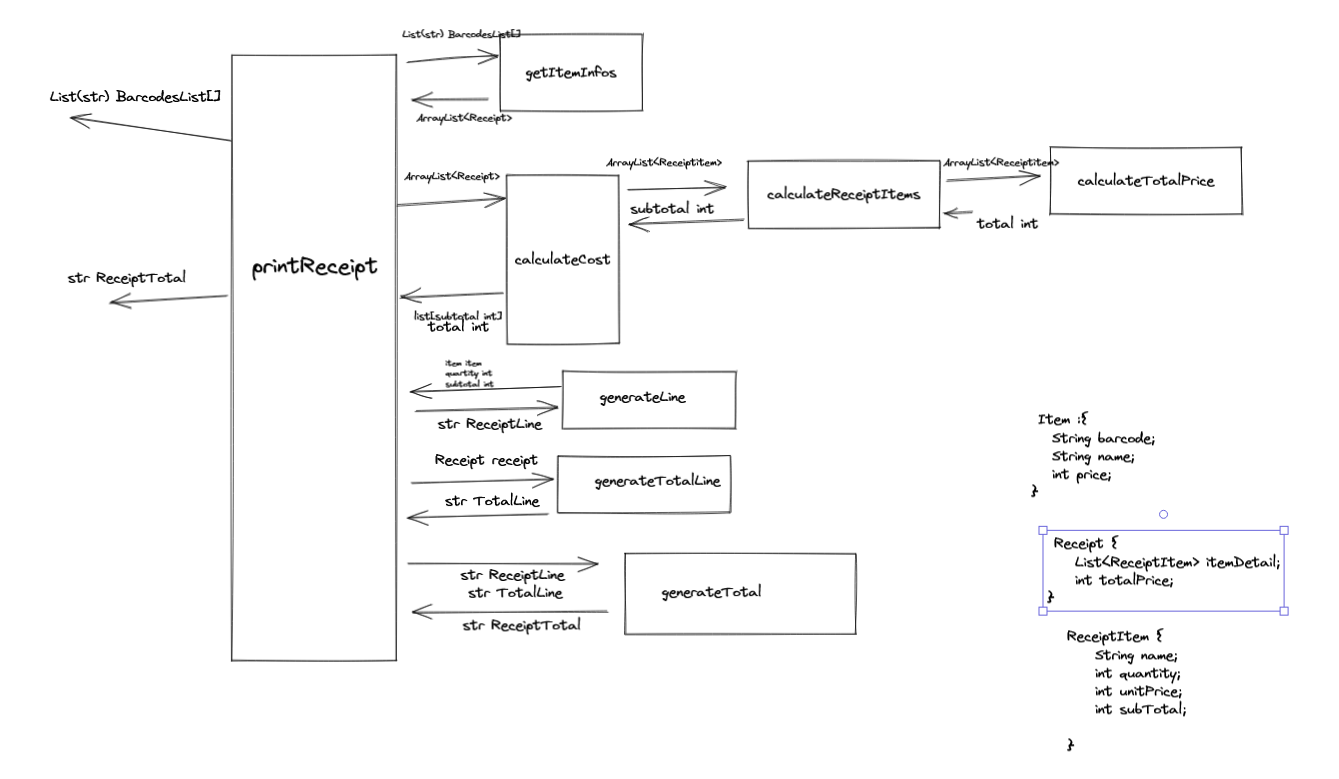 List(str) BarcodesList[]
getItemInfos
ArrayList<Receipt>
List(str) BarcodesList[]
ArrayList<Receipt>
ArrayList<ReceiptItem>
subtotal int
calculateReceiptItems
ArrayList<ReceiptItem>
total int
calculateTotalPrice
calculateCost
printReceipt
str ReceiptTotal
list[subtotal int]
total int
item item
quartity int
subtotal int
generateLine
str ReceiptLine
Receipt receipt
generateTotalLine
str TotalLine
str ReceiptLine
str TotalLine
generateTotal
str ReceiptTotal
Item :{
String barcode;
String name;
int price;
}
Receipt {
List<ReceiptItem> itemDetail;
int totalPrice;
}
ReceiptItem {
String name;
int quantity;
int unitPrice;
int subTotal;
}